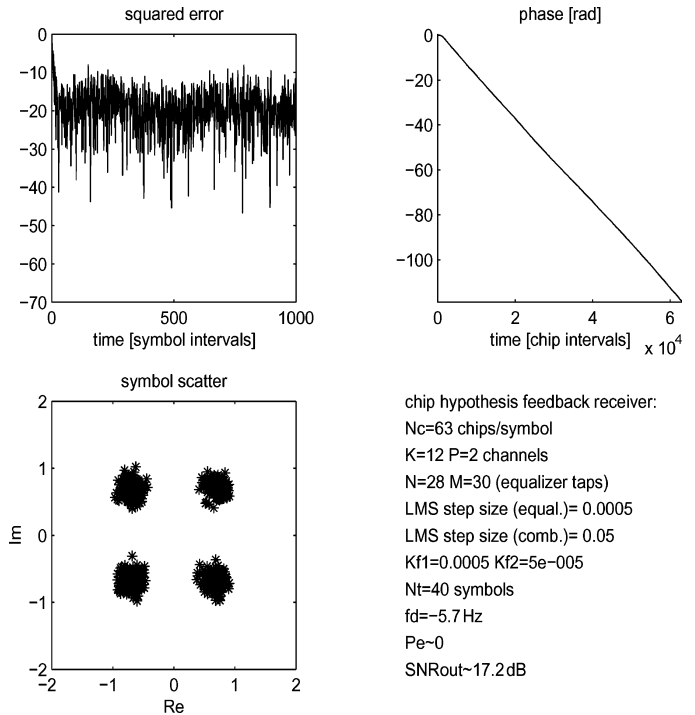 squared error
0
−10
−20
−30
−40
−50
−60
−70
0 500 1000
time [symbol intervals]
phase [rad]
0
−20
−40
−60
−80
−100
0 2 4 6
time [chip intervals] x 10^4
symbol scatter
2
1
0
−1
−2
Im
−2 −1 0 1 2
Re
chip hypothesis feedback receiver:
Nc=63 chips/symbol
K=12 P=2 channels
N=28 M=30 (equalizer taps)
LMS step size (equal.)= 0.0005
LMS step size (comb.)= 0.05
Kf1=0.0005 Kf2=5e−005
Nt=40 symbols
fd=−5.7 Hz
Pe~0
SNRout~17.2 dB